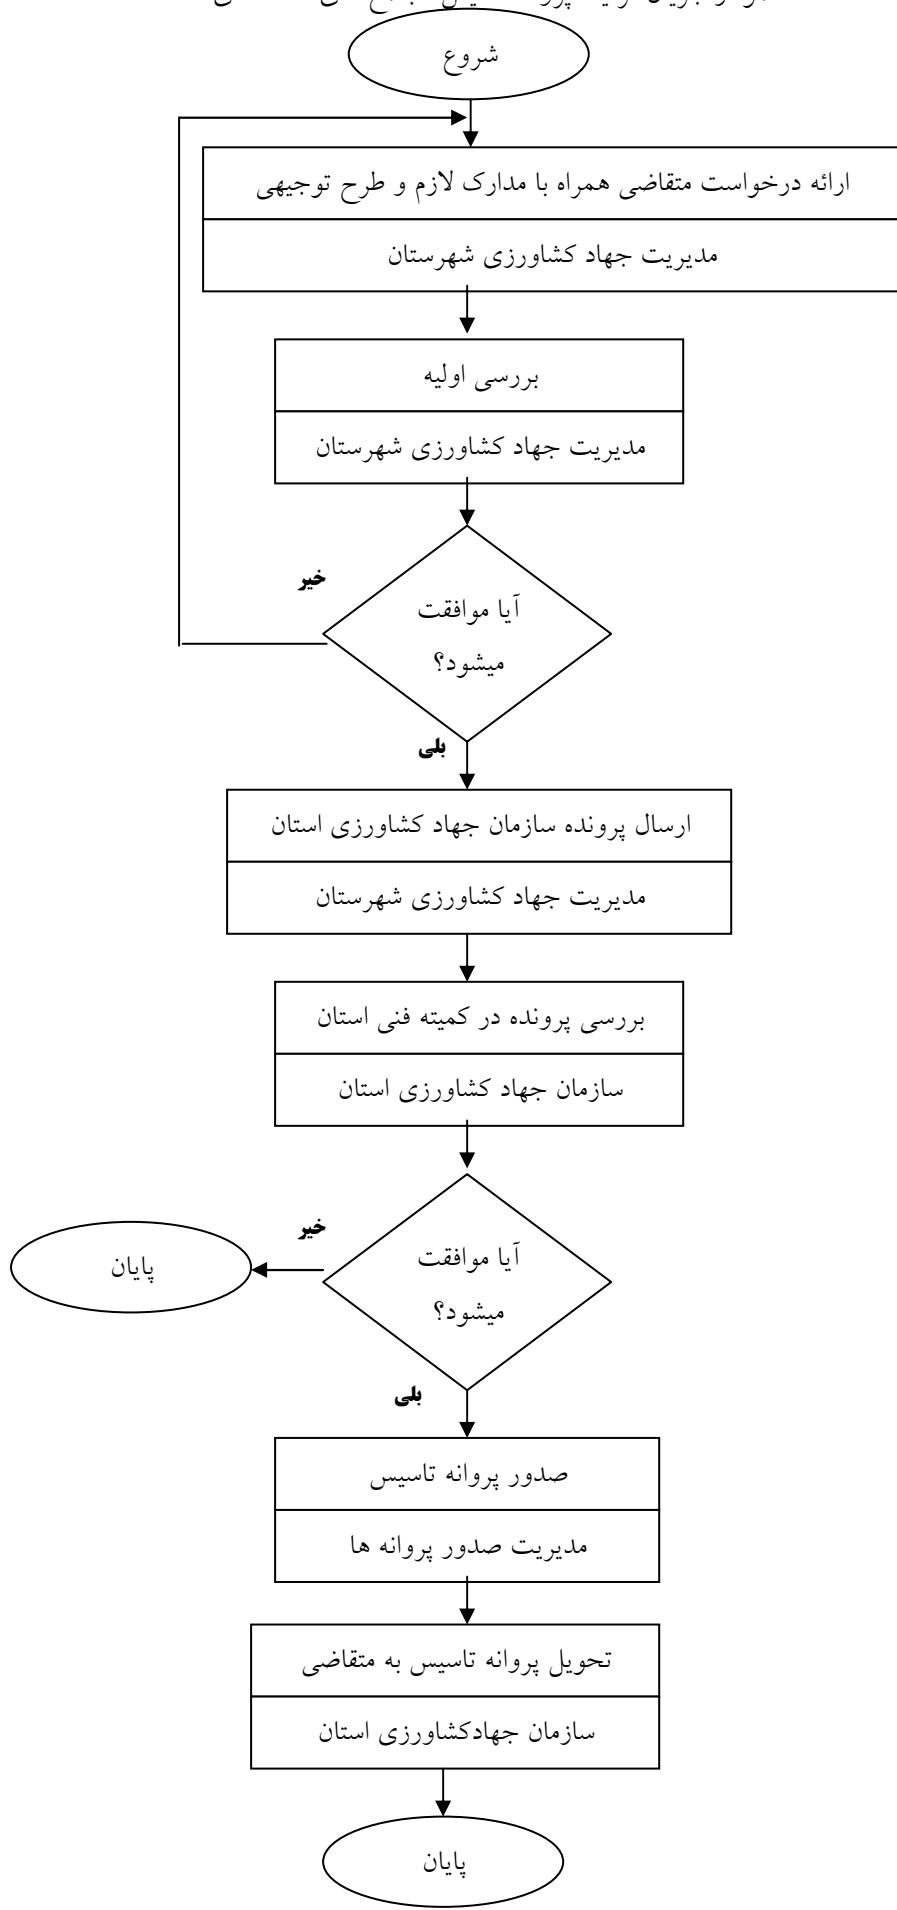 شروع
ارائه درخواست متقاضی همراه با مدارک لازم و طرح توجیهی
مدیریت جهاد کشاورزی شهرستان
بررسی اولیه
مدیریت جهاد کشاورزی شهرستان
خیر
آیا موافقت
میشود؟
بلی
ارسال پرونده سازمان جهاد کشاورزی استان
مدیریت جهاد کشاورزی شهرستان
بررسی پرونده در کمیته فنی استان
سازمان جهاد کشاورزی استان
خیر
آیا موافقت
میشود؟
پایان
بلی
صدور پروانه تاسیس
مدیریت صدور پروانه ها
تحویل پروانه تاسیس به متقاضی
سازمان جهادکشاورزی استان
پایان